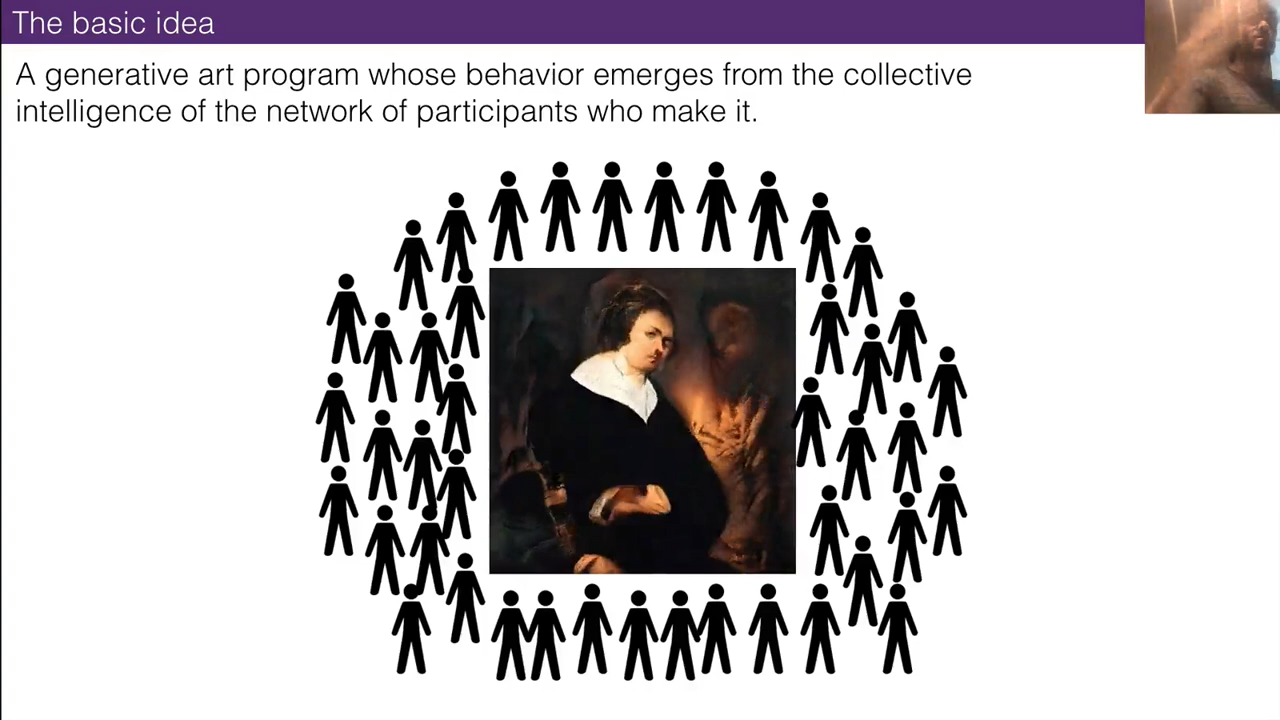 The basic idea
A generative art program whose behavior emerges from the collective
intelligence of the network of participants who make it.